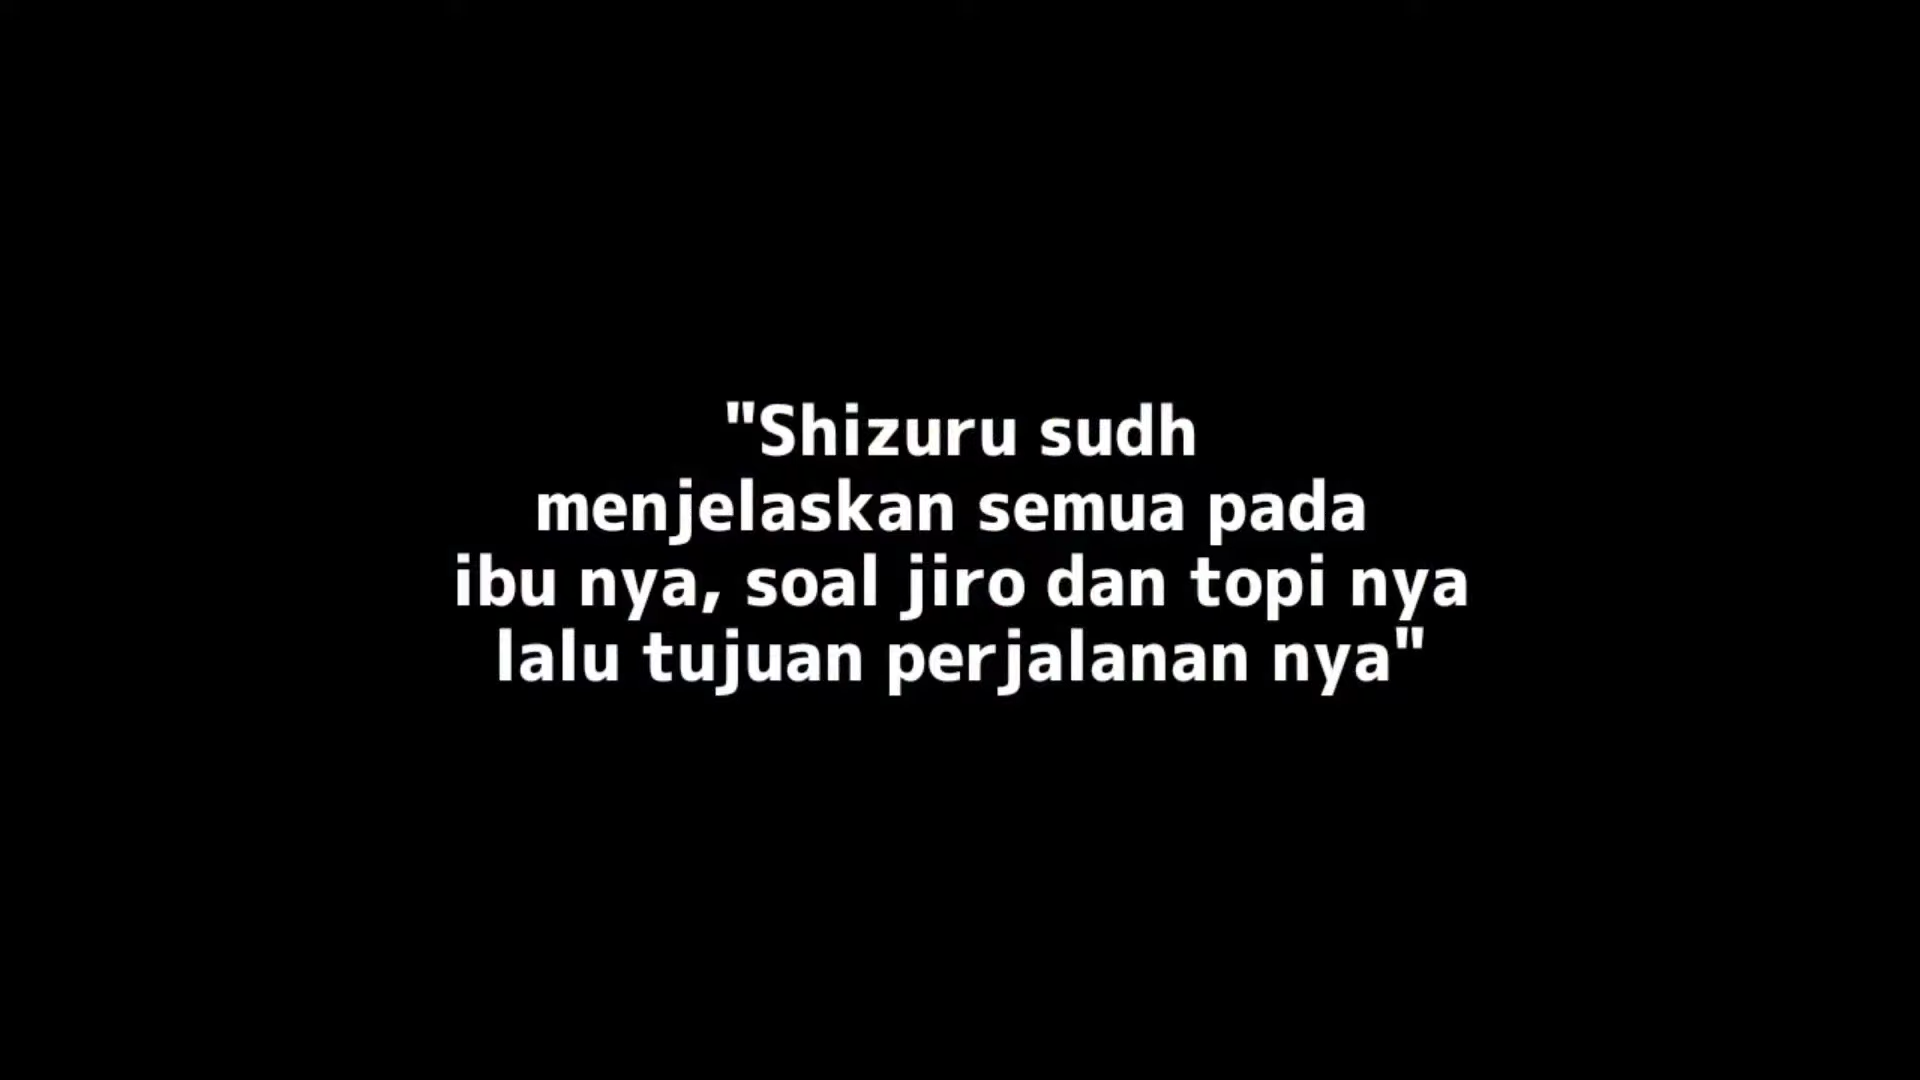 "Shizuru sudh
menjelaskan semua pada
ibu nya, soal jiro dan topi nya
lalu tujuan perjalanan nya"